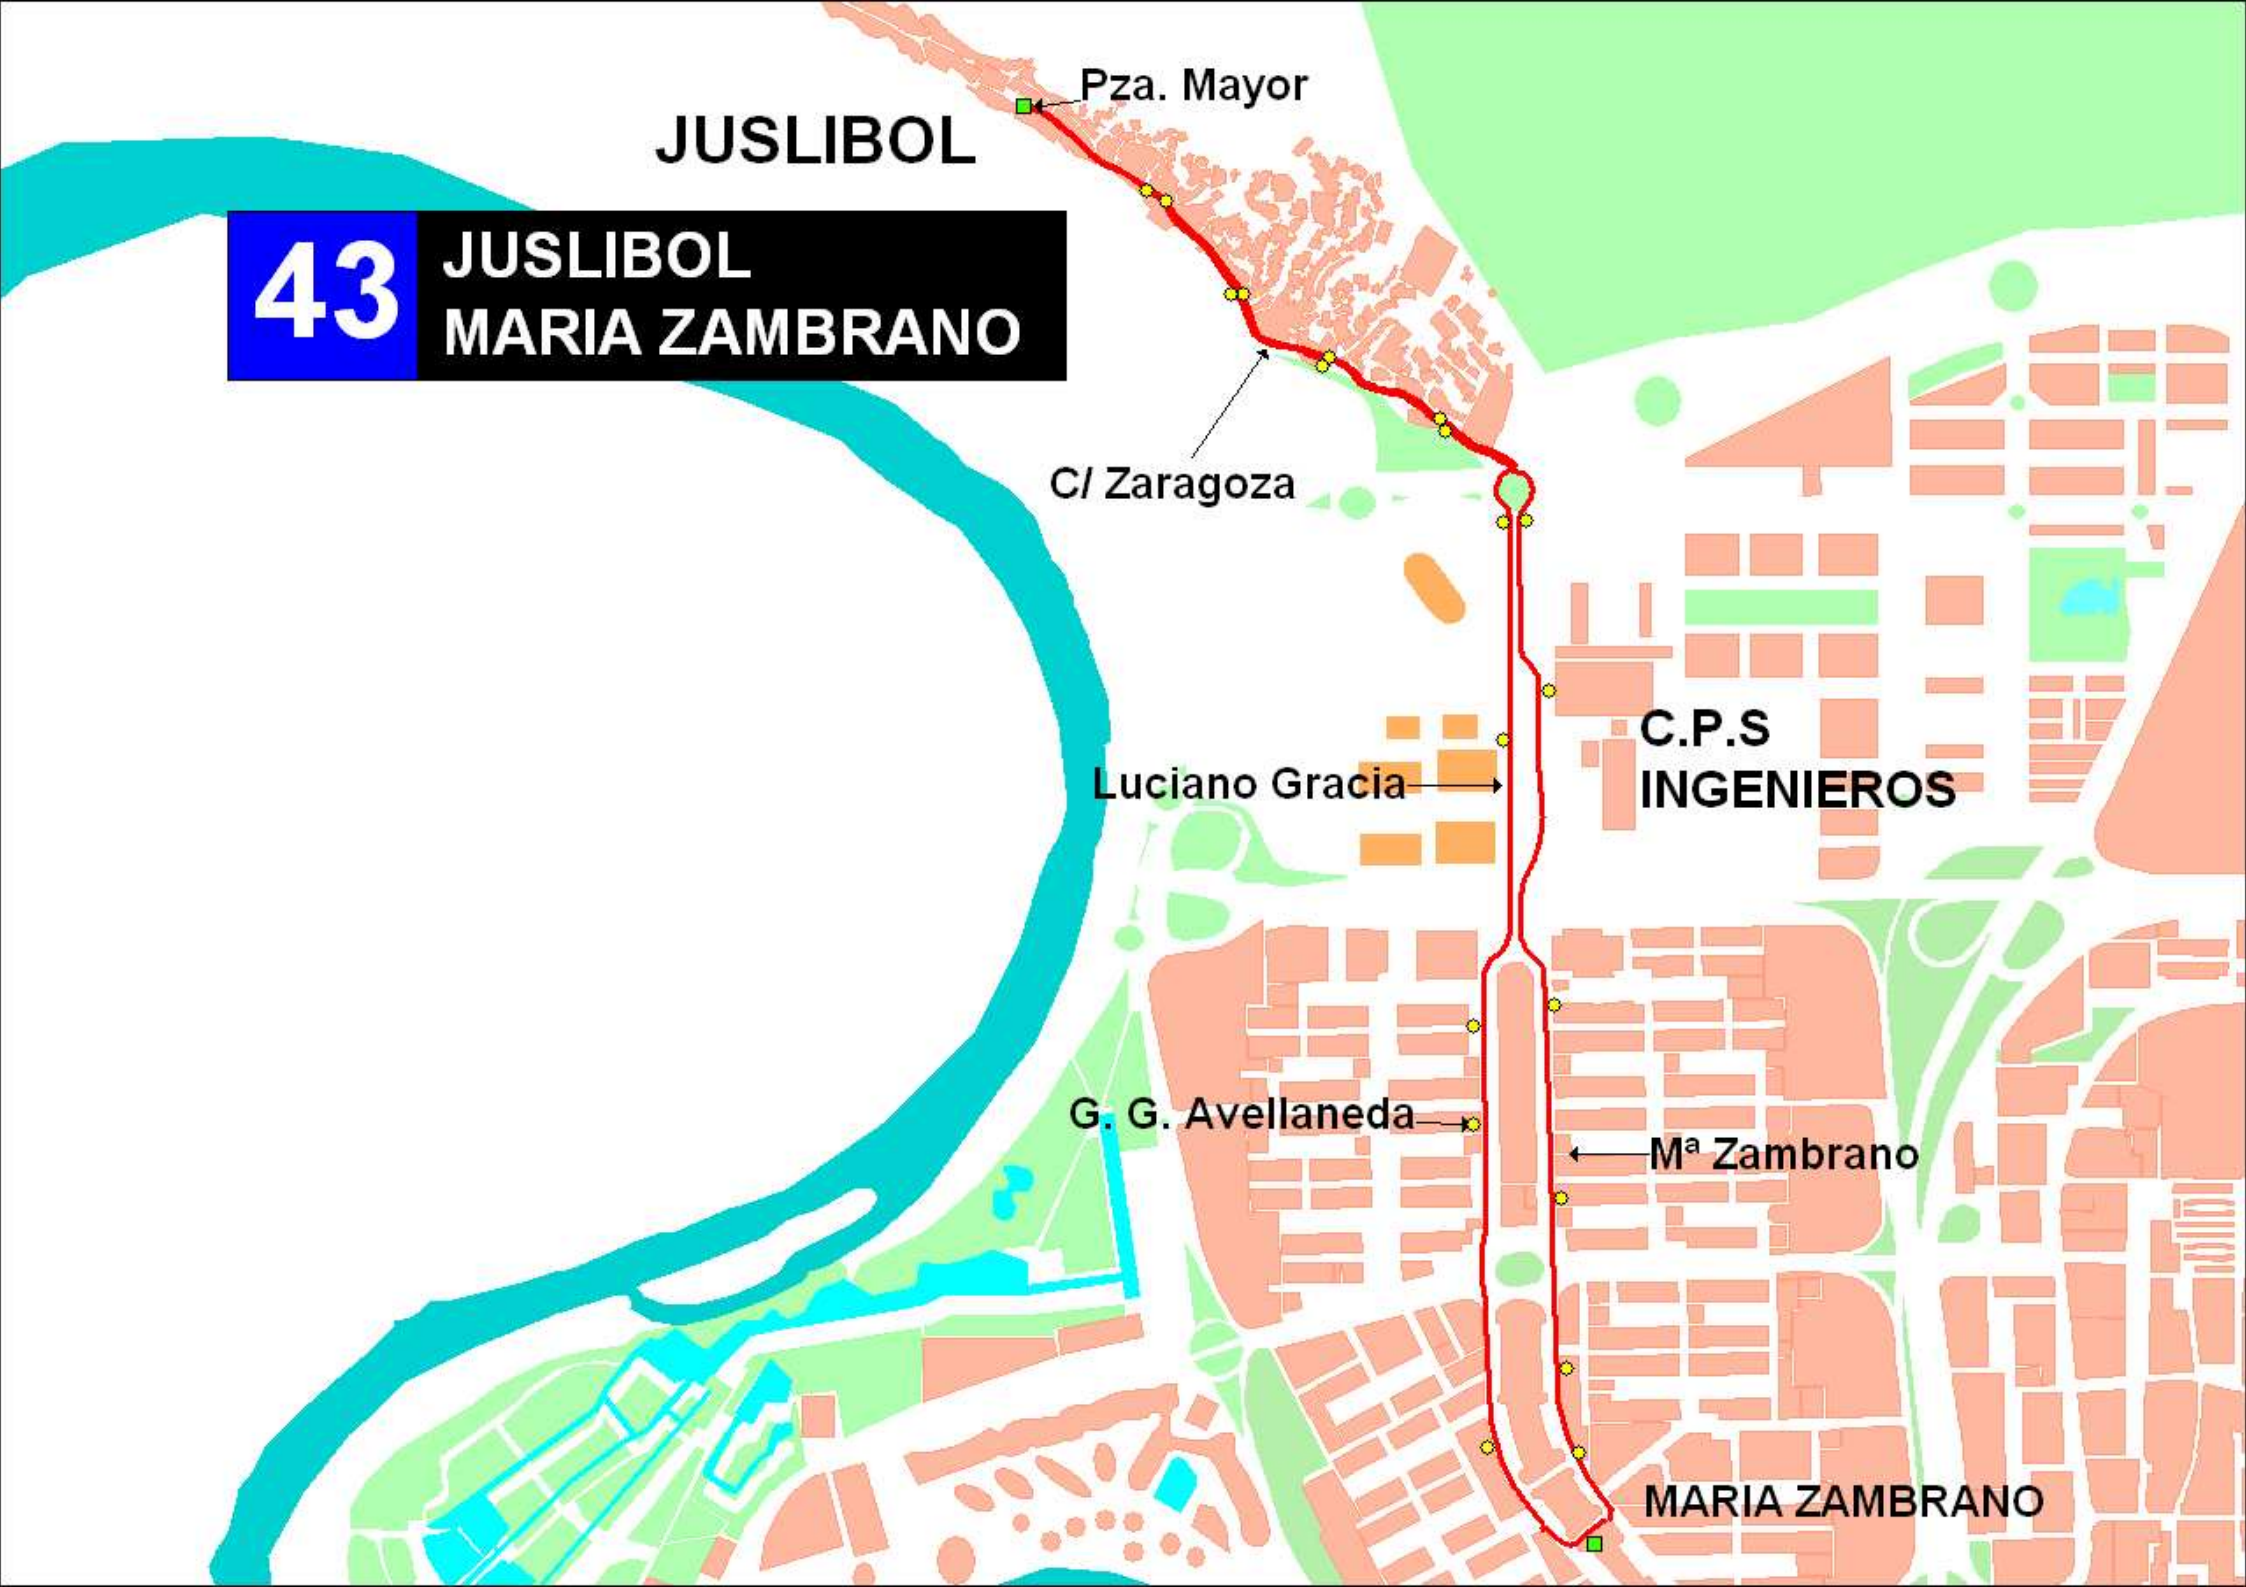 Pza. Mayor
JUSLIBOL
43
JUSLIBOL
MARIA ZAMBRANO
C/ Zaragoza
C.P.S
INGENIEROS
Luciano Gracia
G. G. Avellaneda
Mª Zambrano
MARIA ZAMBRANO